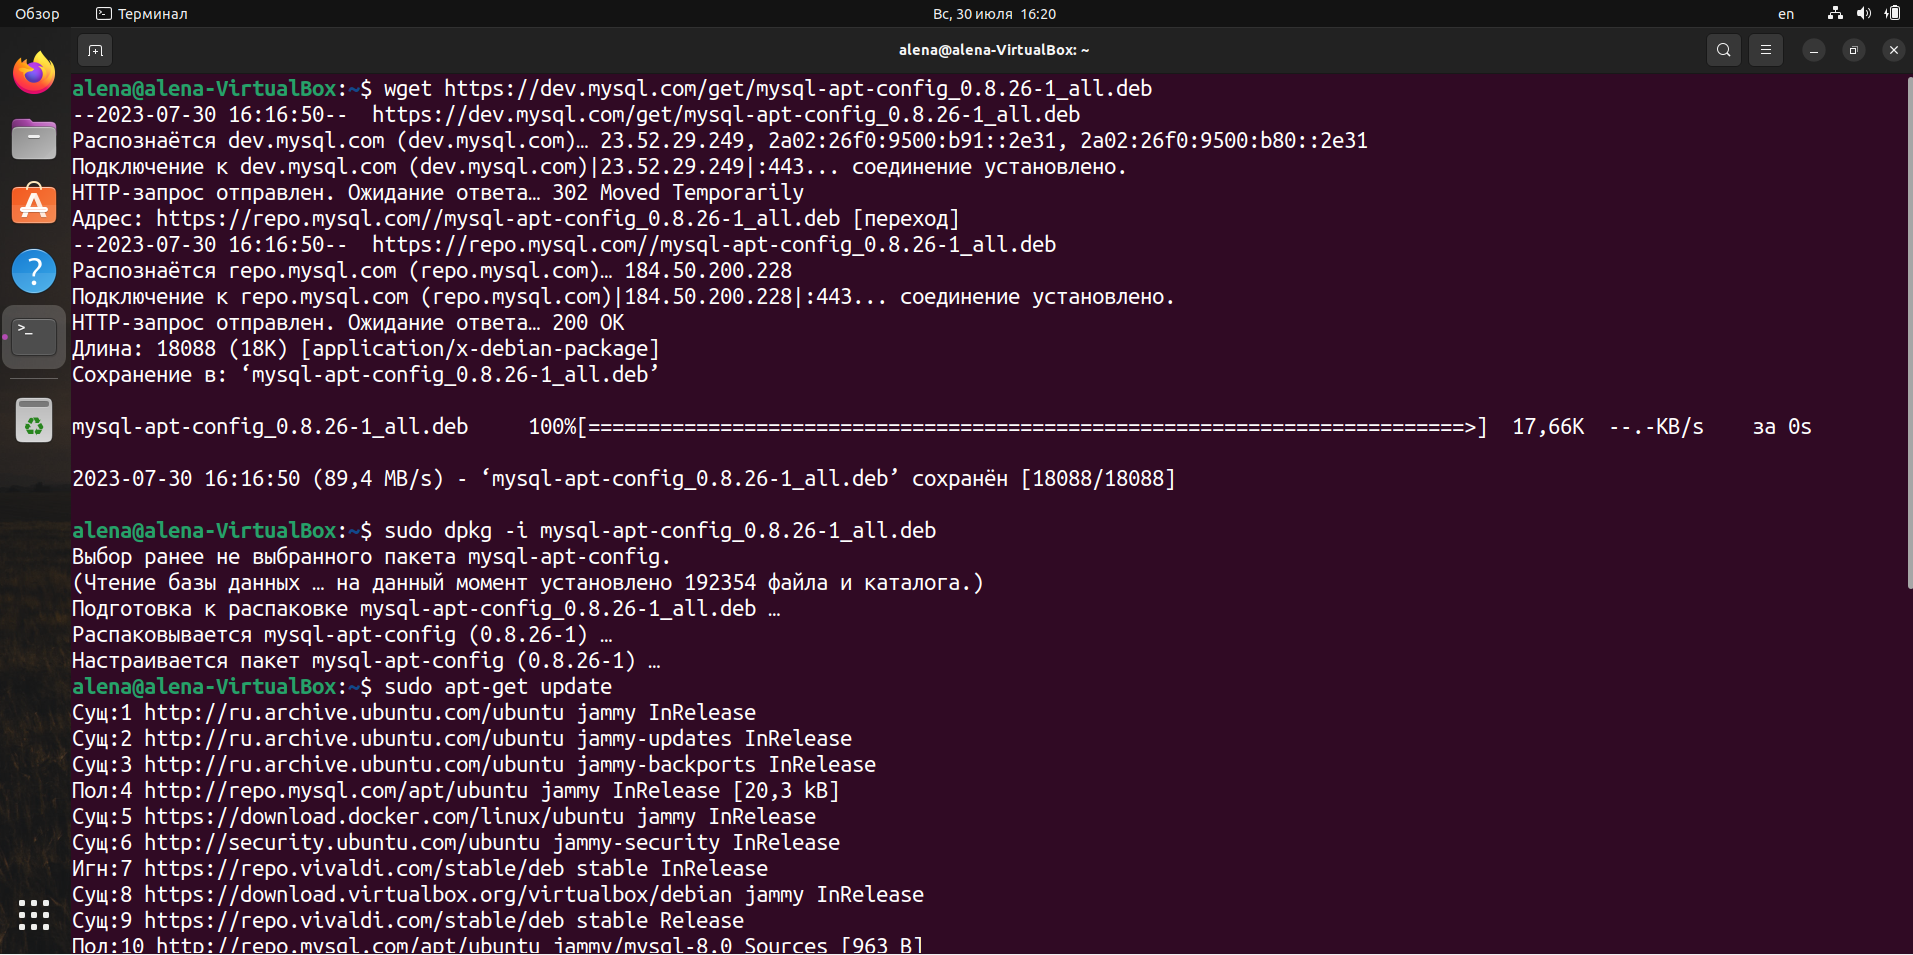 Обзор Терминал Вс, 30 июля 16:20 en
alena@alena-VirtualBox: ~
alena@alena-VirtualBox:~$ wget https://dev.mysql.com/get/mysql-apt-config_0.8.26-1_all.deb
--2023-07-30 16:16:50--  https://dev.mysql.com/get/mysql-apt-config_0.8.26-1_all.deb
Распознаётся dev.mysql.com (dev.mysql.com)… 23.52.29.249, 2a02:26f0:9500:b91::2e31, 2a02:26f0:9500:b80::2e31
Подключение к dev.mysql.com (dev.mysql.com)|23.52.29.249|:443... соединение установлено.
HTTP-запрос отправлен. Ожидание ответа… 302 Moved Temporarily
Адрес: https://repo.mysql.com//mysql-apt-config_0.8.26-1_all.deb [переход]
--2023-07-30 16:16:50--  https://repo.mysql.com//mysql-apt-config_0.8.26-1_all.deb
Распознаётся repo.mysql.com (repo.mysql.com)… 184.50.200.228
Подключение к repo.mysql.com (repo.mysql.com)|184.50.200.228|:443... соединение установлено.
HTTP-запрос отправлен. Ожидание ответа… 200 OK
Длина: 18088 (18K) [application/x-debian-package]
Сохранение в: ‘mysql-apt-config_0.8.26-1_all.deb’
mysql-apt-config_0.8.26-1_all.deb     100%[=========================================================================>]  17,66K  --.-KB/s    за 0s
2023-07-30 16:16:50 (89,4 MB/s) - ‘mysql-apt-config_0.8.26-1_all.deb’ сохранён [18088/18088]
alena@alena-VirtualBox:~$ sudo dpkg -i mysql-apt-config_0.8.26-1_all.deb
Выбор ранее не выбранного пакета mysql-apt-config.
(Чтение базы данных … на данный момент установлено 192354 файла и каталога.)
Подготовка к распаковке mysql-apt-config_0.8.26-1_all.deb …
Распаковывается mysql-apt-config (0.8.26-1) …
Настраивается пакет mysql-apt-config (0.8.26-1) …
alena@alena-VirtualBox:~$ sudo apt-get update
Сущ:1 http://ru.archive.ubuntu.com/ubuntu jammy InRelease
Сущ:2 http://ru.archive.ubuntu.com/ubuntu jammy-updates InRelease
Сущ:3 http://ru.archive.ubuntu.com/ubuntu jammy-backports InRelease
Пол:4 http://repo.mysql.com/apt/ubuntu jammy InRelease [20,3 kB]
Сущ:5 https://download.docker.com/linux/ubuntu jammy InRelease
Сущ:6 http://security.ubuntu.com/ubuntu jammy-security InRelease
Игн:7 https://repo.vivaldi.com/stable/deb stable InRelease
Сущ:8 https://download.virtualbox.org/virtualbox/debian jammy InRelease
Сущ:9 https://repo.vivaldi.com/stable/deb stable Release
Пол:10 http://repo.mysql.com/apt/ubuntu jammy/mysql-8.0 Sources [963 B]